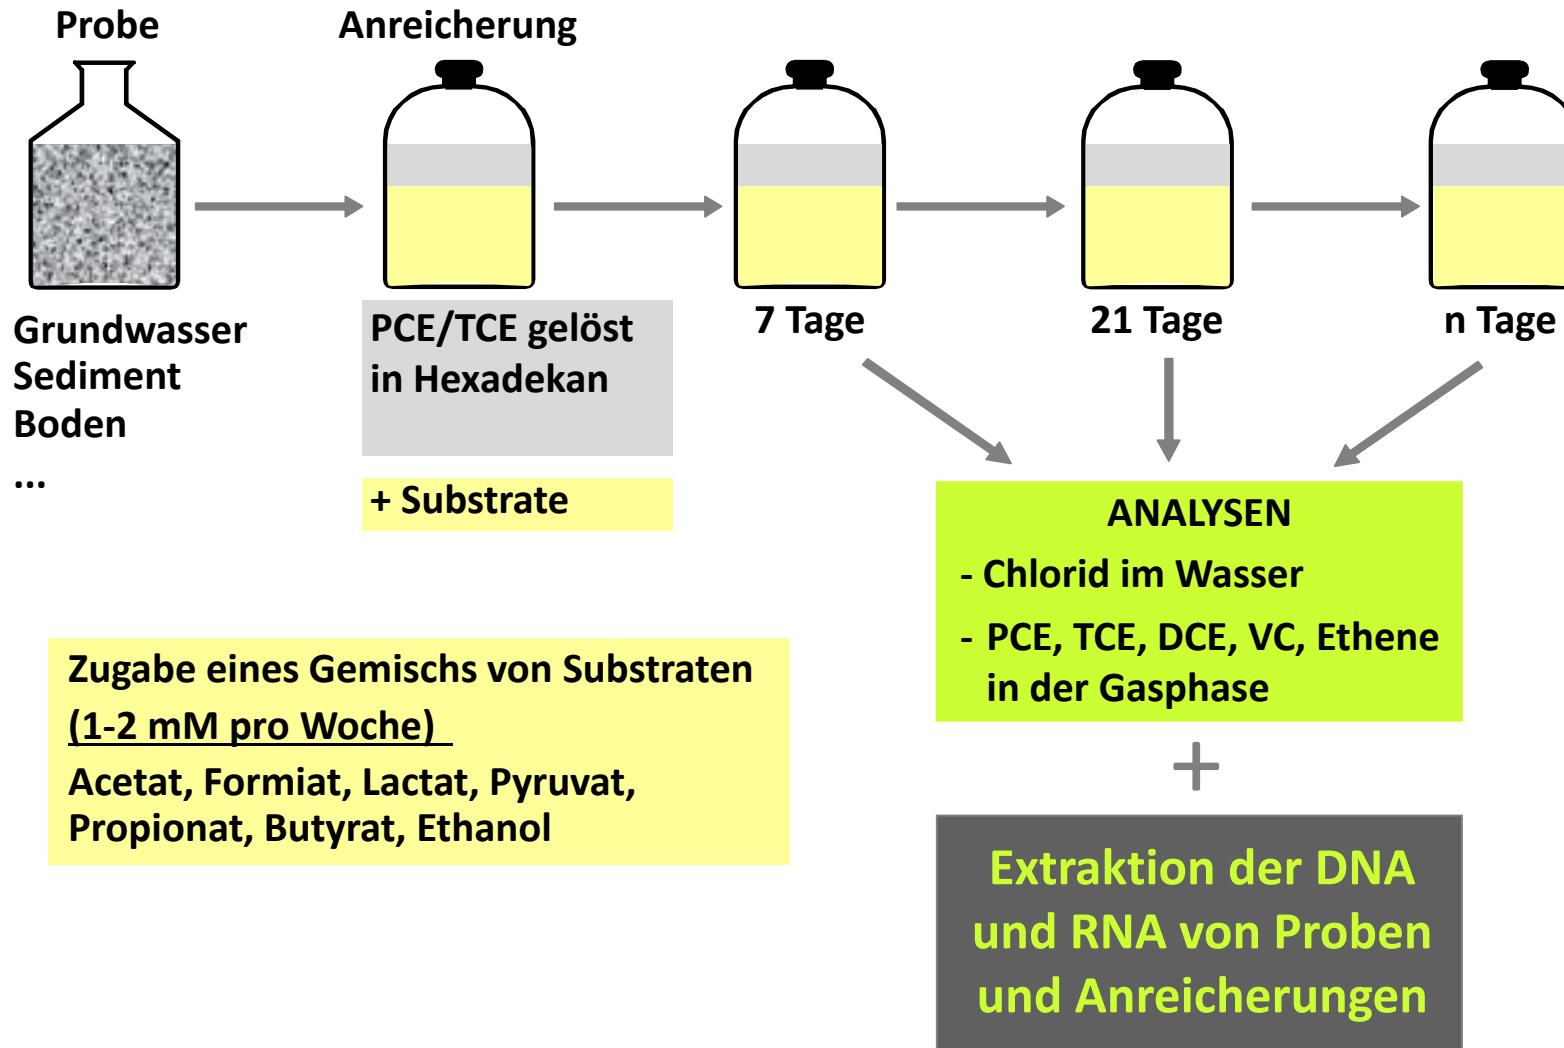 Probe
Anreicherung
Grundwasser
Sediment
Boden
...
PCE/TCE gelöst
in Hexadekan
+ Substrate
7 Tage
21 Tage
n Tage
ANALYSEN
- Chlorid im Wasser
- PCE, TCE, DCE, VC, Ethene
in der Gasphase
+
Extraktion der DNA
und RNA von Proben
und Anreicherungen
Zugabe eines Gemischs von Substraten
(1-2 mM pro Woche)
Acetat, Formiat, Lactat, Pyruvat,
Propionat, Butyrat, Ethanol